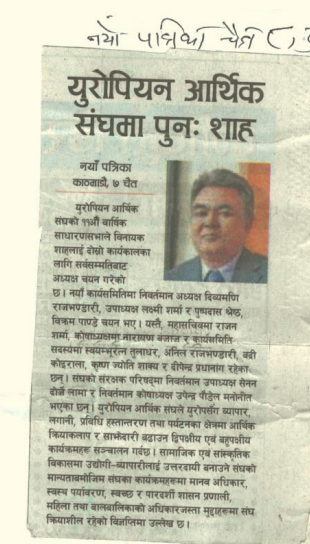 नयाँ पत्रिका चैत्र ८,
युरोपियन आर्थिक
संघमा पुनः शाह
नयाँ पत्रिका
काठमाडौं, ७ चैत
युरोपियन आर्थिक
संघको ११औँ वार्षिक
साधारणसभाले विनायक
शाहलाई दोस्रो कार्यकालका
लागि सर्वसम्मतिबाट
अध्यक्ष चयन गरेको
छ। नयाँ कार्यसमितिमा निवर्तमान अध्यक्ष दिव्यमणि
राजभण्डारी, उपाध्यक्ष लक्ष्मी शर्मा र पुष्पदास श्रेष्ठ,
विक्रम पाण्डे चयन भए। यस्तै, महासचिवमा राजन
शर्मा, कोषाध्यक्षमा नारायण बजाज र कार्यसमिति
सदस्यमा स्वयम्भूरत्न तुलाधर, अनिल राजभण्डारी, बद्री
कोइराला, कृष्ण ज्योति शाक्य र दीपेन्द्र प्रधानांग रहेका
छन्। संघको संरक्षक परिषद्मा निवर्तमान उपाध्यक्ष सेनन
दोर्जे लामा र निवर्तमान कोषाध्यक्ष उपेन्द्र पौडेल मनोनीत
भएका छन्। युरोपियन आर्थिक संघले युरोपसँग व्यापार,
लगानी, प्रविधि हस्तान्तरण तथा पर्यटनका क्षेत्रमा आर्थिक
क्रियाकलाप र साझेदारी बढाउन द्विपक्षीय एवं बहुपक्षीय
कार्यक्रमहरू सञ्चालन गर्दछ। सामाजिक एवं सांस्कृतिक
विकासमा उद्योगी-व्यापारीलाई उत्तरदायी बनाउने संघको
मान्यताबमोजिम संघका कार्यक्रमहरूमा मानव अधिकार,
स्वस्थ पर्यावरण, स्वच्छ र पारदर्शी शासन प्रणाली,
महिला तथा बालबालिकाको अधिकारजस्ता मुद्दाहरूमा संघ
क्रियाशील रहेको विज्ञप्तिमा उल्लेख छ।